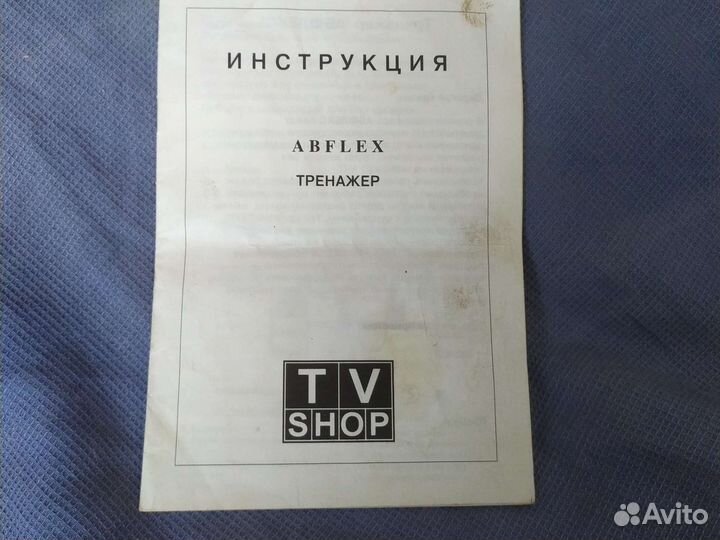 ИНСТРУКЦИЯ
ABFLEX
ТРЕНАЖЕР
TV
SHOP
Avito